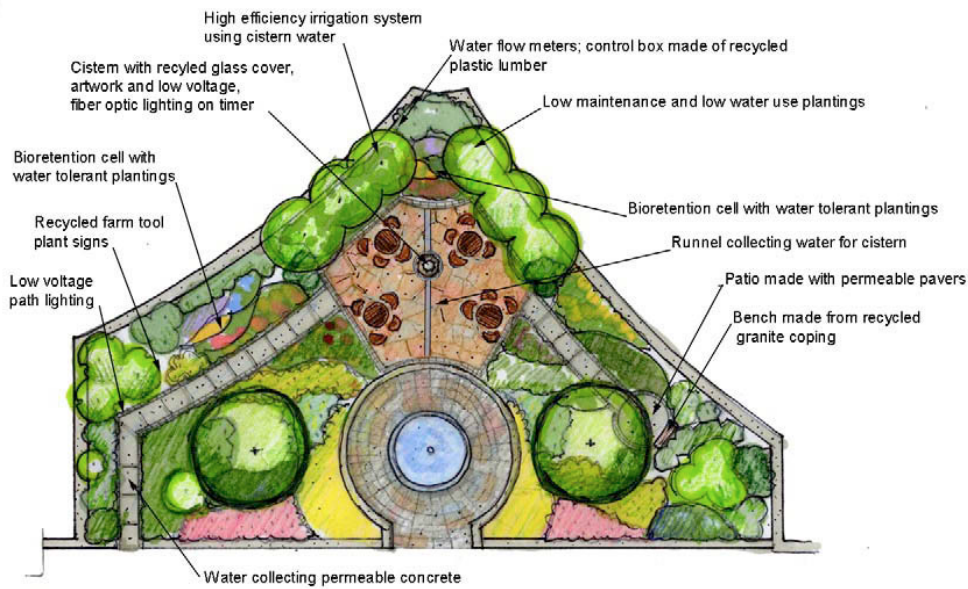 High efficiency irrigation system
using cistern water
Water flow meters; control box made of recycled
plastic lumber
Cistern with recyled glass cover,
artwork and low voltage,
fiber optic lighting on timer
Low maintenance and low water use plantings
Bioretention cell with
water tolerant plantings
Bioretention cell with water tolerant plantings
Recycled farm tool
plant signs
Runnel collecting water for cistern
Low voltage
path lighting
Patio made with permeable pavers
Bench made from recycled
granite coping
Water collecting permeable concrete